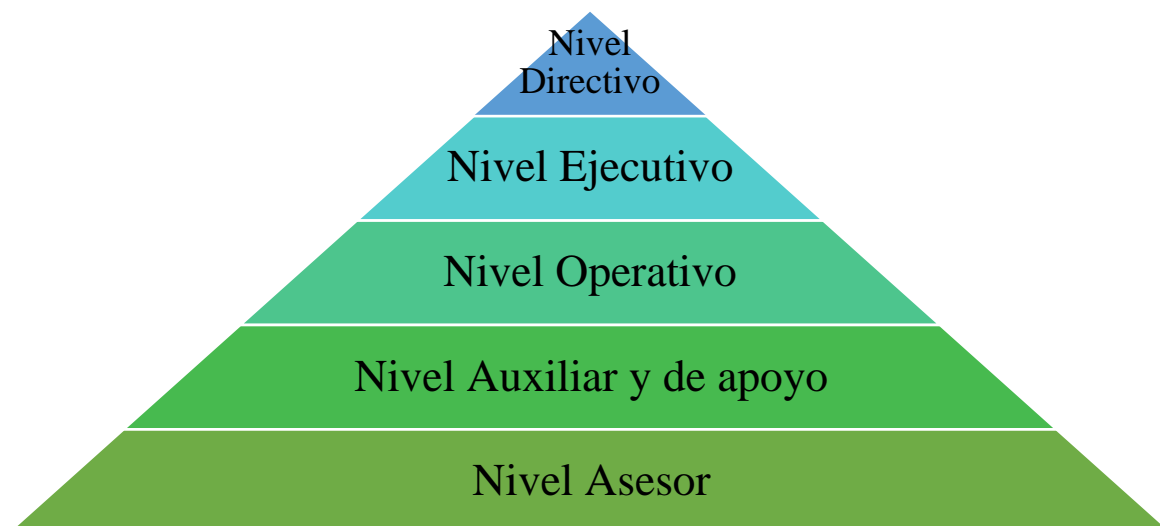 Nivel
Directivo
Nivel Ejecutivo
Nivel Operativo
Nivel Auxiliar y de apoyo
Nivel Asesor